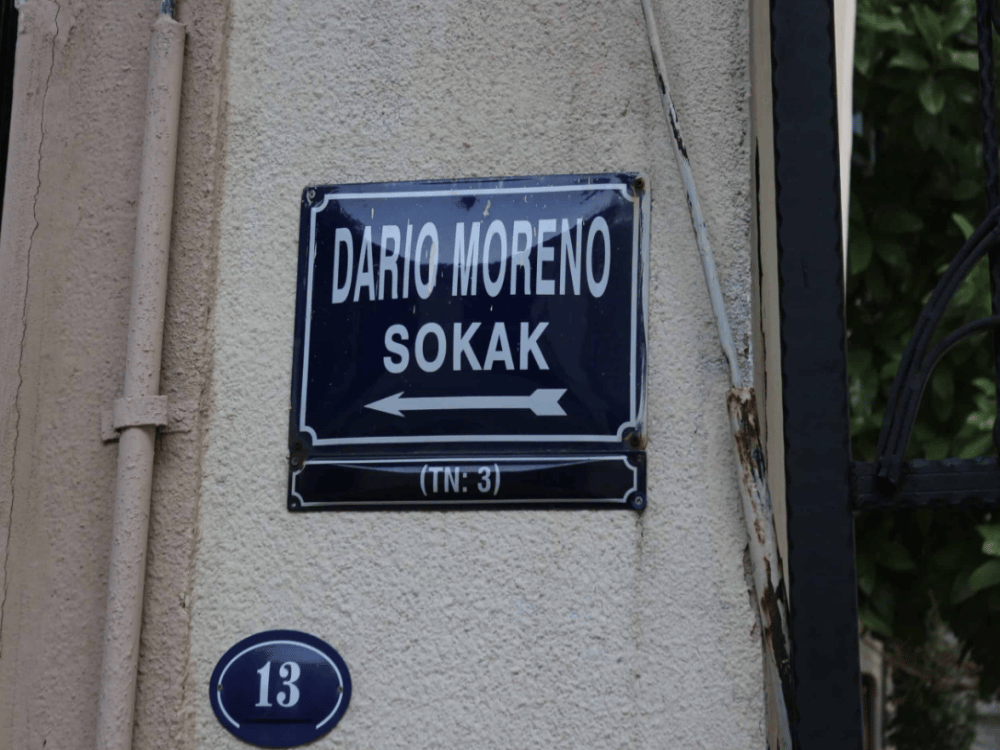 DARIO MORENO
SOKAK
(TN: 3)
13